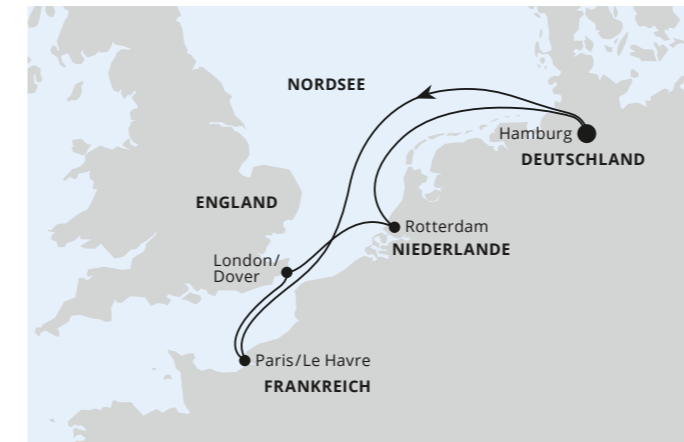 NORDSEE
Hamburg
DEUTSCHLAND
ENGLAND
Rotterdam
NIEDERLANDE
London/
Dover
Paris/Le Havre
FRANKREICH